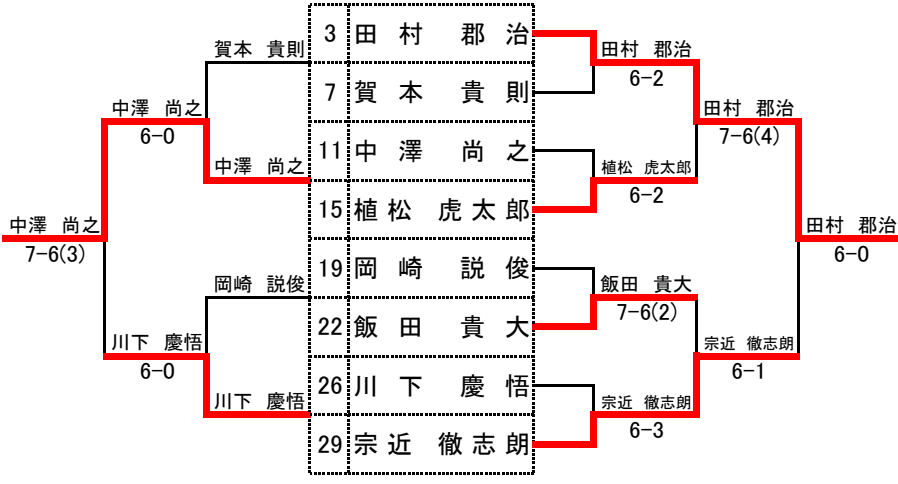 3 田村 郡治
7 賀本 貴則
11 中澤 尚之
15 植松 虎太郎
19 岡崎 説俊
22 飯田 貴大
26 川下 慶悟
29 宗近 徹志朗
田村 郡治
6-2
植松 虎太郎
6-2
飯田 貴大
7-6(2)
宗近 徹志朗
6-3
田村 郡治
7-6(4)
宗近 徹志朗
6-1
田村 郡治
6-0
賀本 貴則
中澤 尚之
岡崎 説俊
川下 慶悟
中澤 尚之
6-0
川下 慶悟
6-0
中澤 尚之
7-6(3)